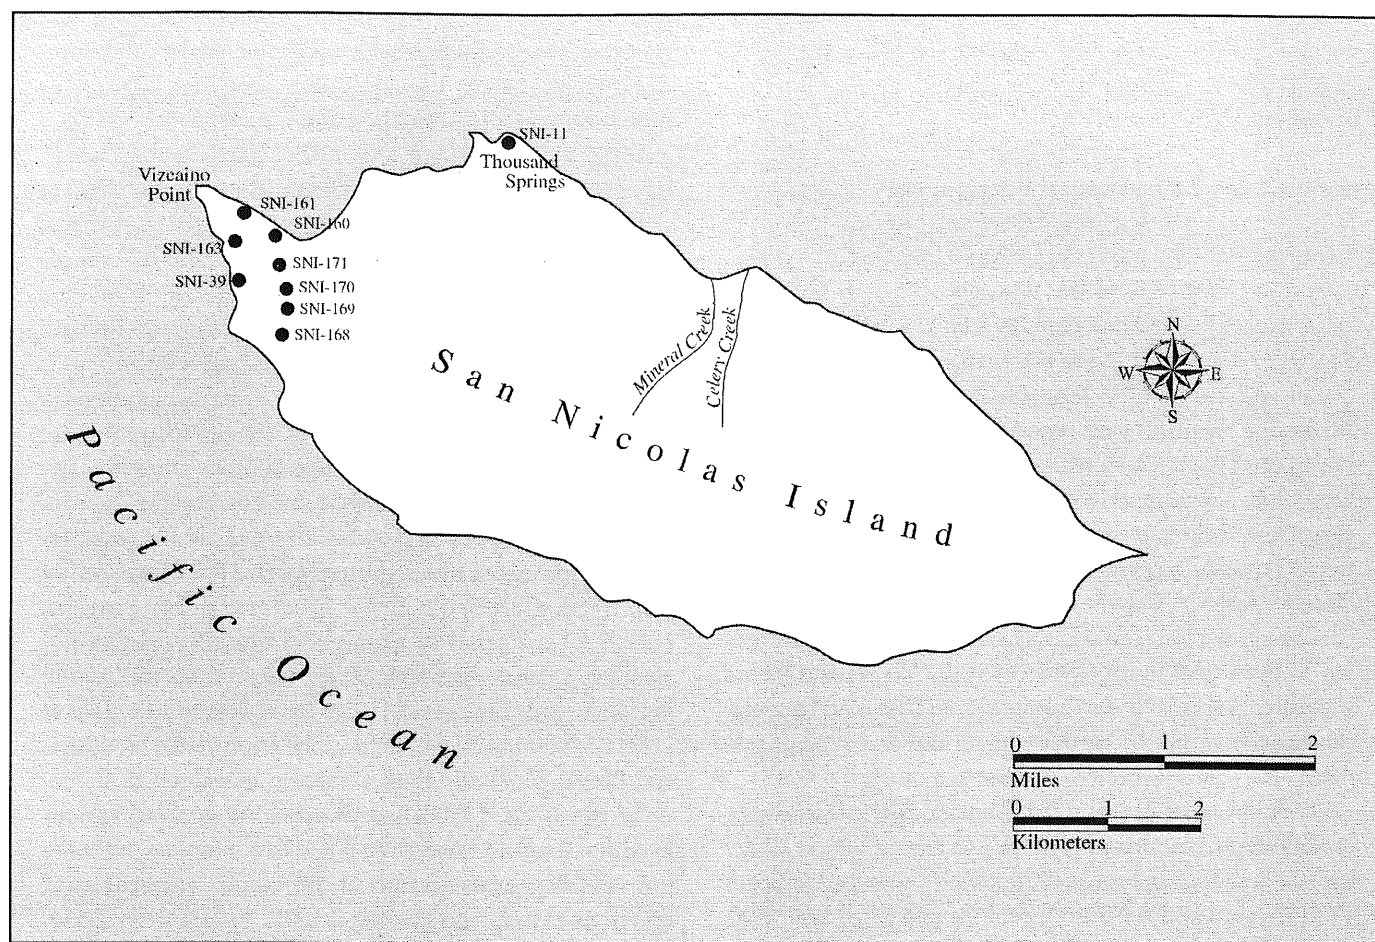 SNI-11
Thousand
Springs
Vizcaino
Point
SNI-161
SNI-160
SNI-163
SNI-171
SNI-39
SNI-170
SNI-169
SNI-168
Mineral Creek
Celery Creek
San Nicolas Island
Pacific Ocean
N
W E
S
0 1 2
Miles
0 1 2
Kilometers